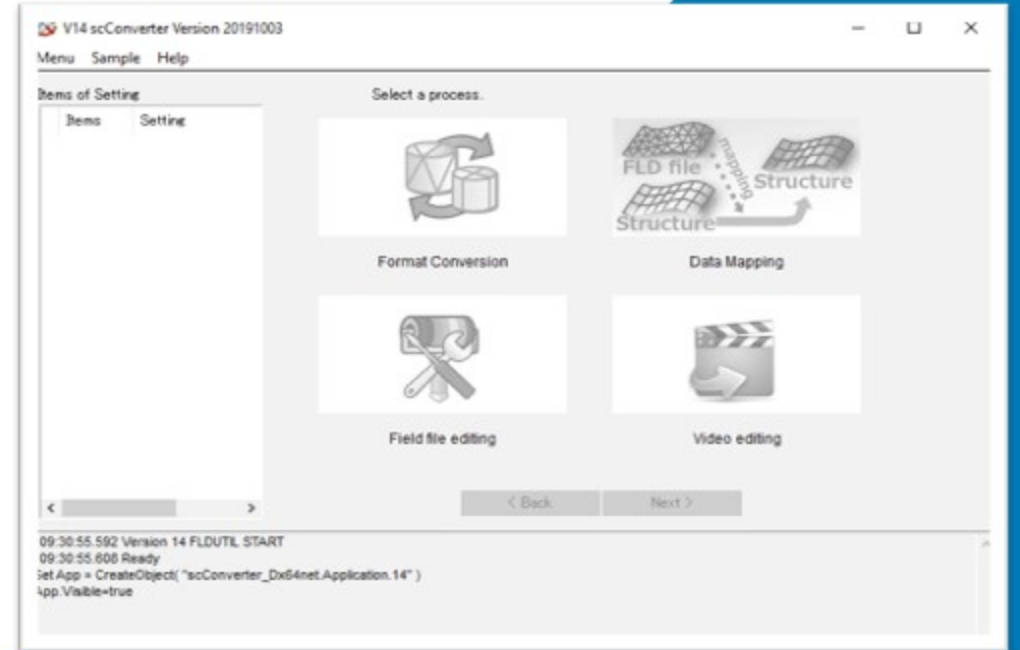 V14 scConverter Version 20191003
Menu Sample Help
Items of Setting
Select a process.
Items Setting
FLD file
mapping
Structure
Structure
Format Conversion
Data Mapping
Field file editing
Video editing
< Back
Next >
09:30:55.592 Version 14 FLDUTIL START
09:30:55.608 Ready
Set App = CreateObject( "scConverter_Dx64net.Application.14" )
App.Visible=true